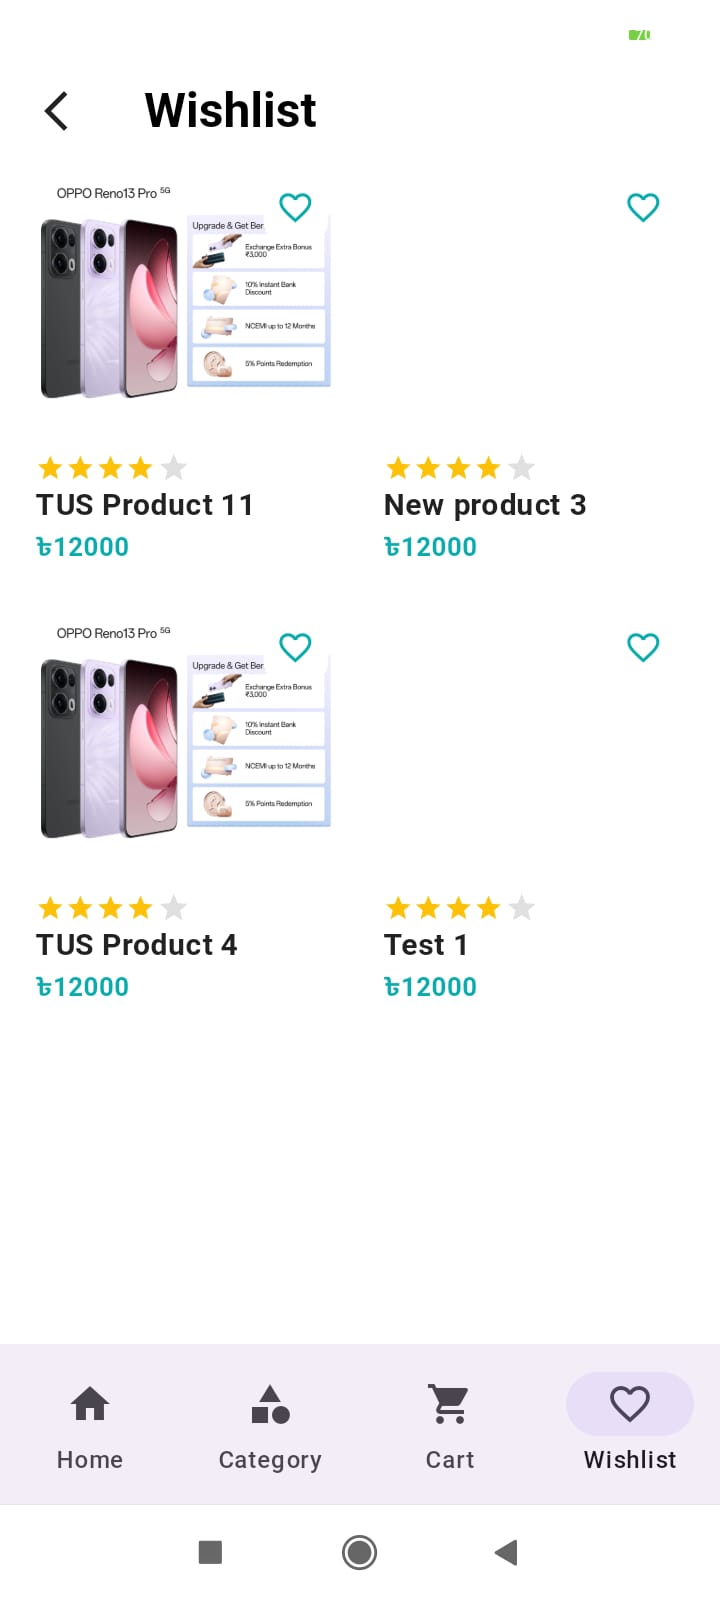 70
Wishlist
OPPO Reno13 Pro 5G
Upgrade & Get Ben
Exchange Extra Bonus
₹3,000
10% Instant Bank
Discount
NCEMI up to 12 Months
5% Points Redemption
TUS Product 11
৳12000
New product 3
৳12000
OPPO Reno13 Pro 5G
Upgrade & Get Ben
Exchange Extra Bonus
₹3,000
10% Instant Bank
Discount
NCEMI up to 12 Months
5% Points Redemption
TUS Product 4
৳12000
Test 1
৳12000
Home
Category
Cart
Wishlist